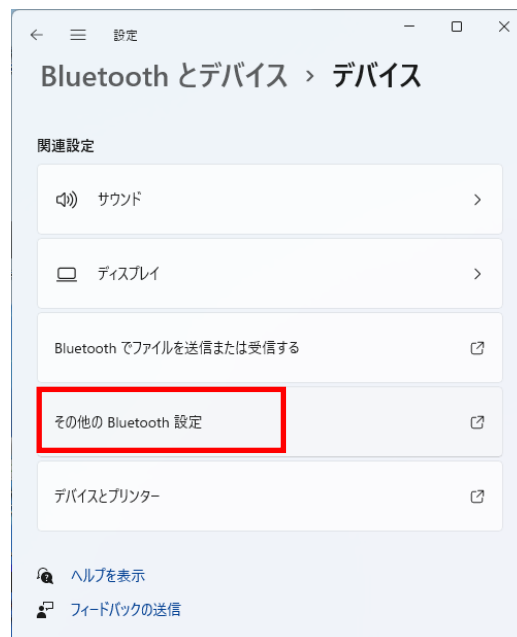 設定
Bluetooth とデバイス › デバイス
関連設定
サウンド
ディスプレイ
Bluetooth でファイルを送信または受信する
その他の Bluetooth 設定
デバイスとプリンター
ヘルプを表示
フィードバックの送信